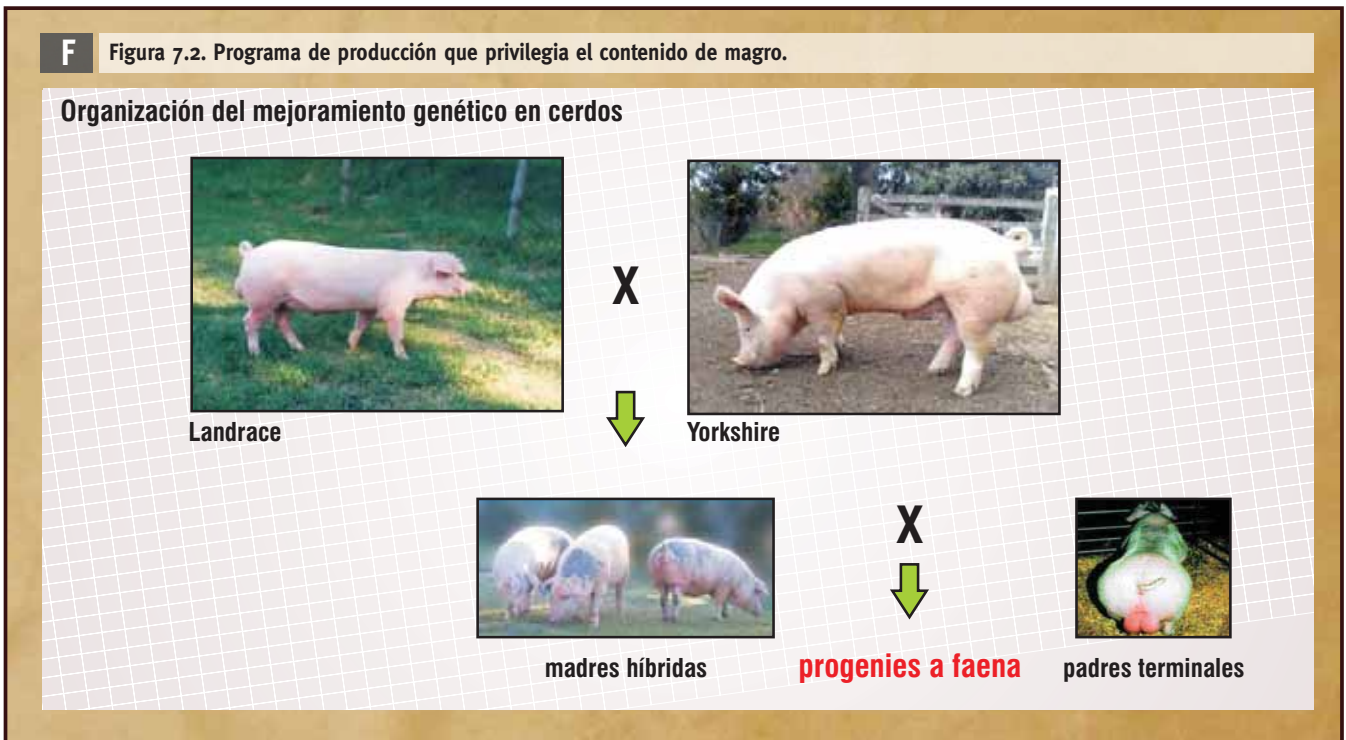 F Figura 7.2. Programa de producción que privilegia el contenido de magro.
Organización del mejoramiento genético en cerdos
X
Landrace
Yorkshire
X
madres híbridas
progenies a faena
padres terminales